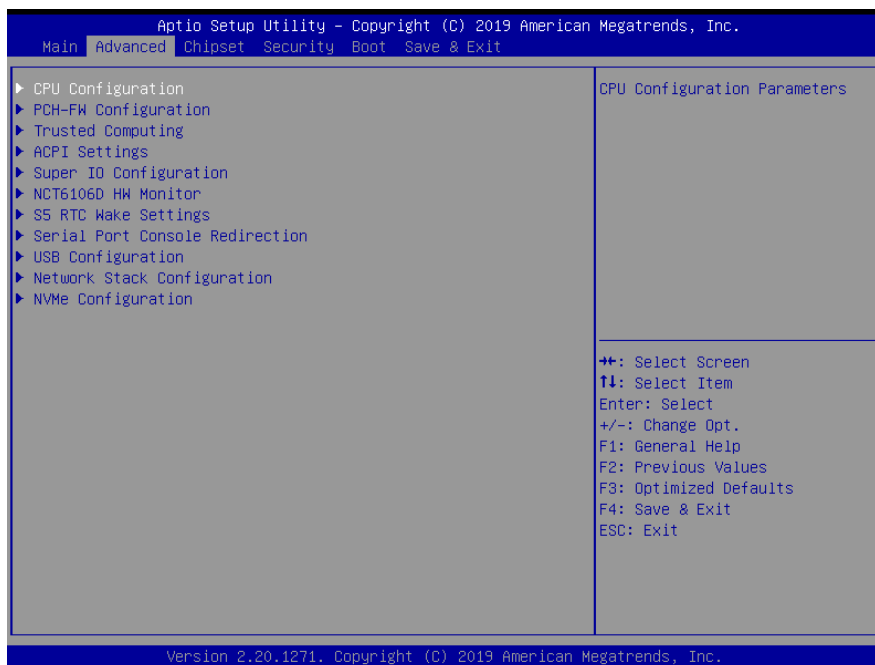 Aptio Setup Utility – Copyright (C) 2019 American Megatrends, Inc.
Main Advanced Chipset Security Boot Save & Exit
▶ CPU Configuration
▶ PCH-FW Configuration
▶ Trusted Computing
▶ ACPI Settings
▶ Super IO Configuration
▶ NCT6106D HW Monitor
▶ S5 RTC Wake Settings
▶ Serial Port Console Redirection
▶ USB Configuration
▶ Network Stack Configuration
▶ NVMe Configuration
CPU Configuration Parameters
→←: Select Screen
↑↓: Select Item
Enter: Select
+/-: Change Opt.
F1: General Help
F2: Previous Values
F3: Optimized Defaults
F4: Save & Exit
ESC: Exit
Version 2.20.1271. Copyright (C) 2019 American Megatrends, Inc.